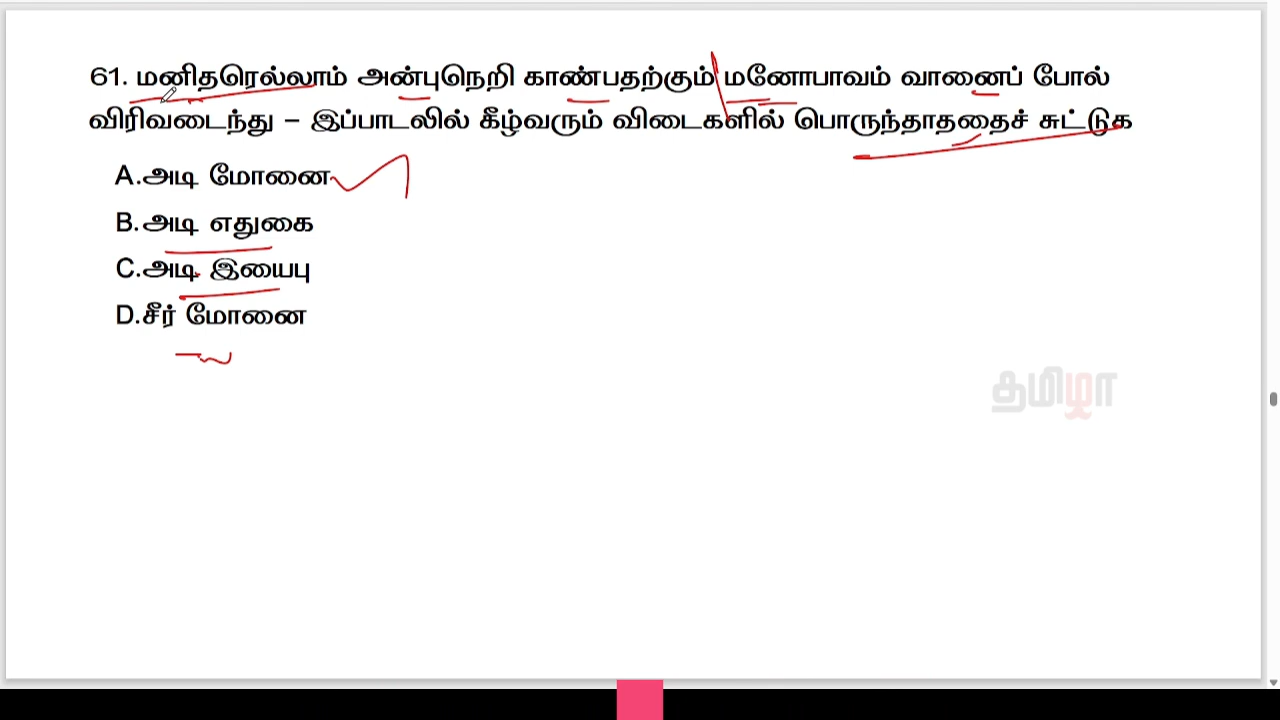 61. மனிதரெல்லாம் அன்புநெறி காண்பதற்கும் மனோபாவம் வானைப் போல்
விரிவடைந்து – இப்பாடலில் கீழ்வரும் விடைகளில் பொருந்தாததைச் சுட்டுக
A.அடி மோனை
B.அடி எதுகை
C.அடி இயைபு
D.சீர் மோனை
தமிழா